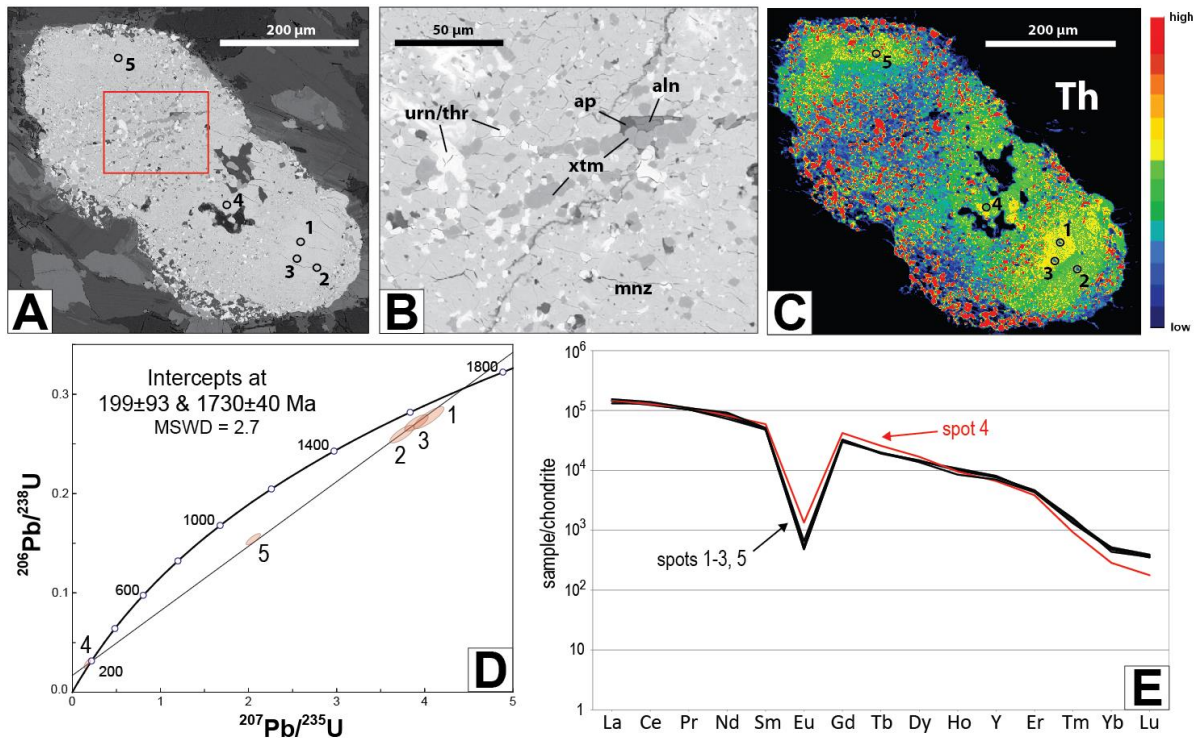 200 µm
5
4
1
3
2
A
50 µm
aln
ap
urn/thr
xtm
mnz
B
200 µm
Th
5
4
1
3
2
C
high
low
Intercepts at
199±93 & 1730±40 Ma
MSWD = 2.7
1800
1400
1000
600
200
1
3
2
5
4
0.3
0.2
0.1
0.0
0
1
2
3
4
5
206Pb/238U
207Pb/235U
D
10⁶
10⁵
10⁴
10³
10²
10
1
sample/chondrite
spot 4
spots 1-3, 5
La Ce Pr Nd Sm Eu Gd Tb Dy Ho Y Er Tm Yb Lu
E